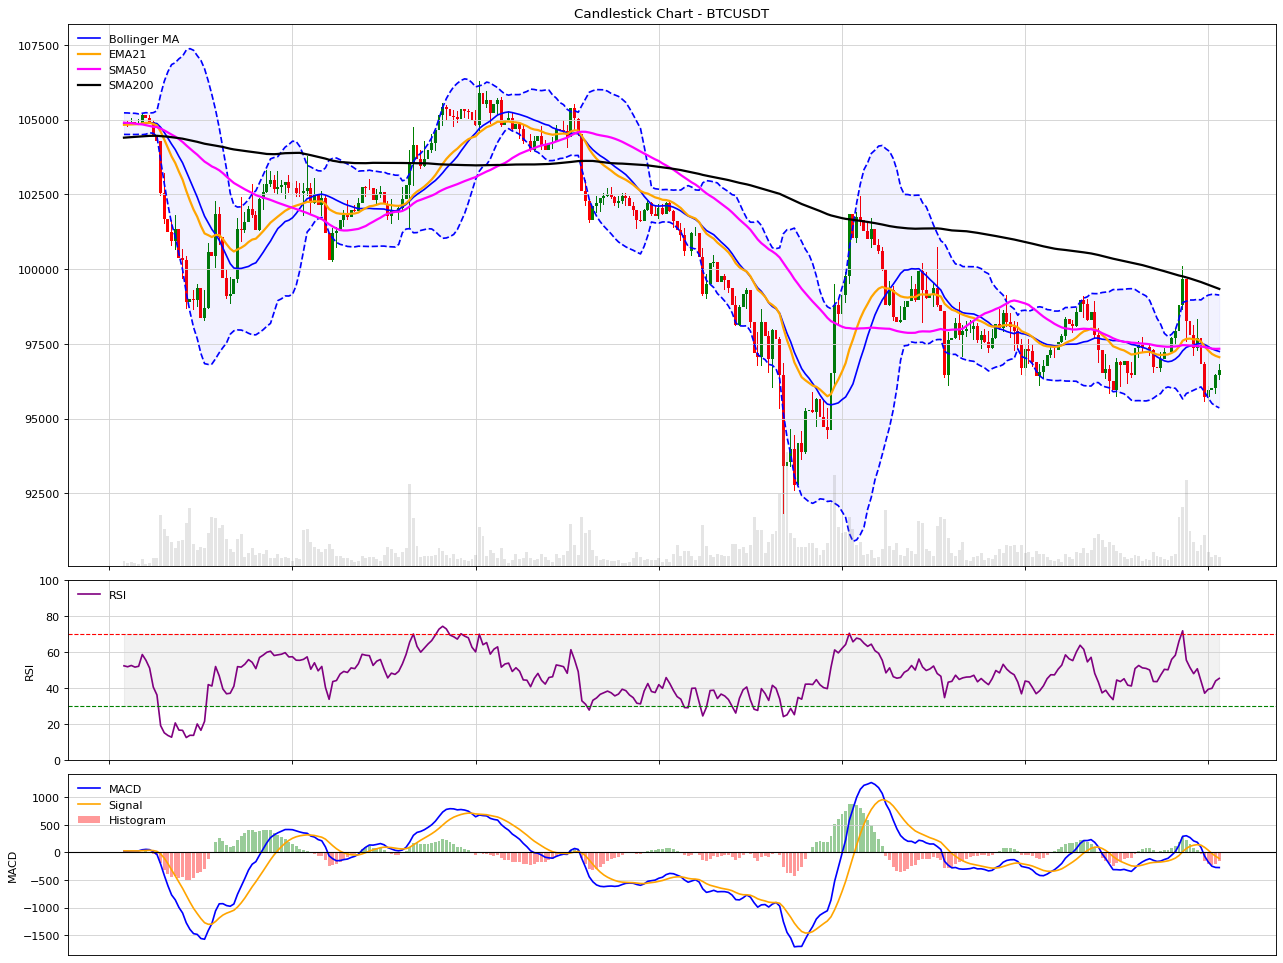 Candlestick Chart - BTCUSDT
Bollinger MA
EMA21
SMA50
SMA200
107500
105000
102500
100000
97500
95000
92500
RSI
100
80
60
40
20
0
RSI
MACD
Signal
Histogram
1000
500
0
−500
−1000
−1500
MACD